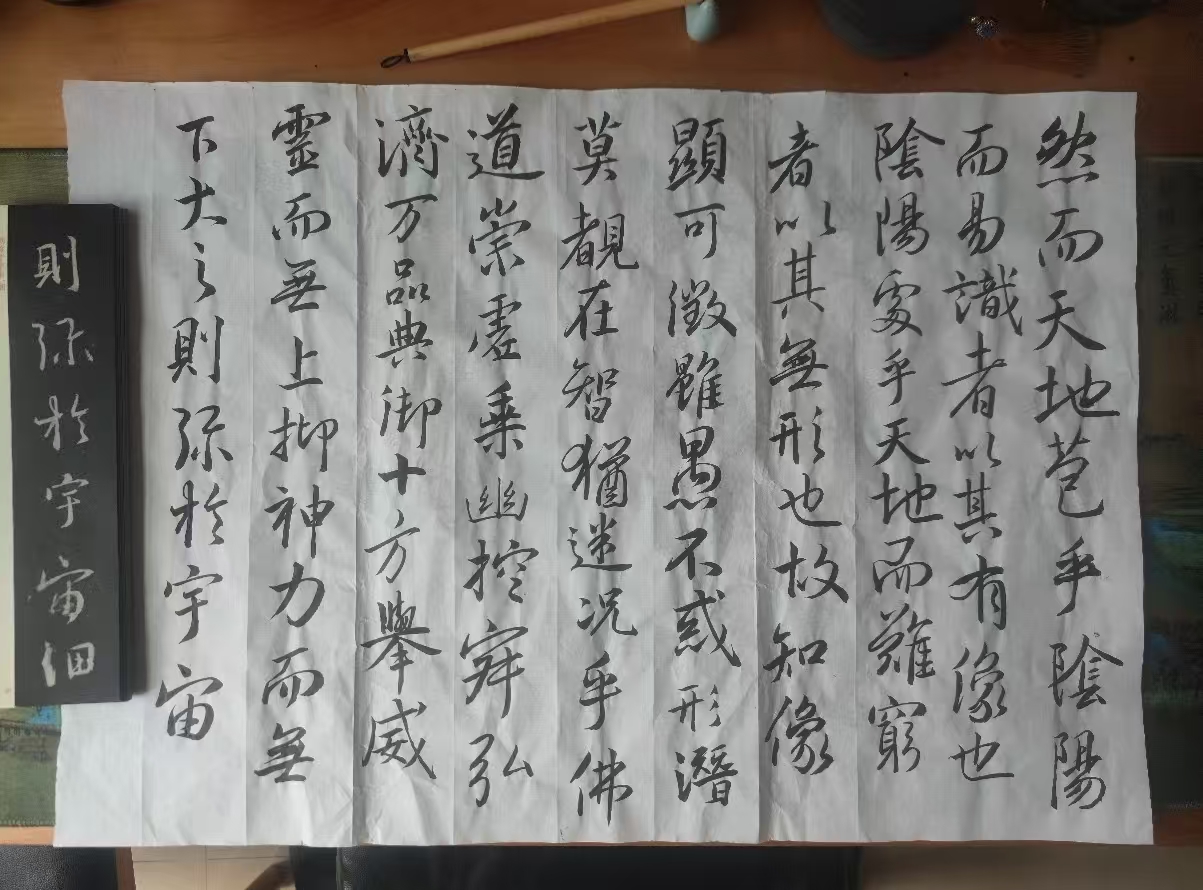 然而天地苞乎陰陽
而易識者以其有像也
陰陽處乎天地而難窮
者以其無形也故知像
顯可徵雖愚不惑形潛
莫覩在智猶迷况乎佛
道崇虛乘幽控寂弘
濟万品典御十方舉威
靈而無上抑神力而無
下大之則弥於宇宙
則弥於宇宙細